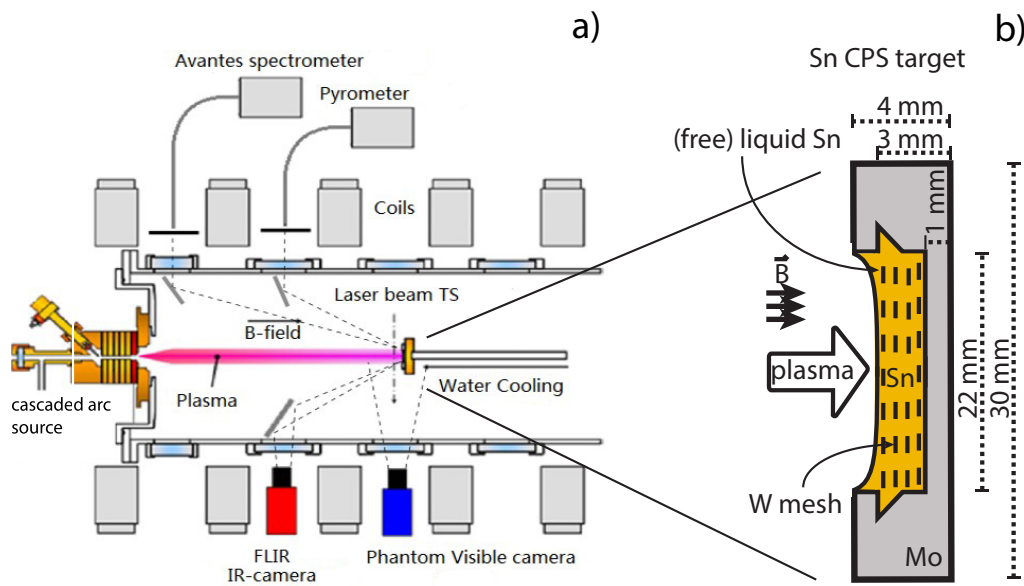 a)
Avantes spectrometer
Pyrometer
Coils
Laser beam TS
B-field
Plasma
Water Cooling
cascaded arc
source
FLIR
IR-camera
Phantom Visible camera
b)
Sn CPS target
4 mm
(free) liquid Sn
3 mm
1 mm
B
plasma
Sn
22 mm
30 mm
W mesh
Mo